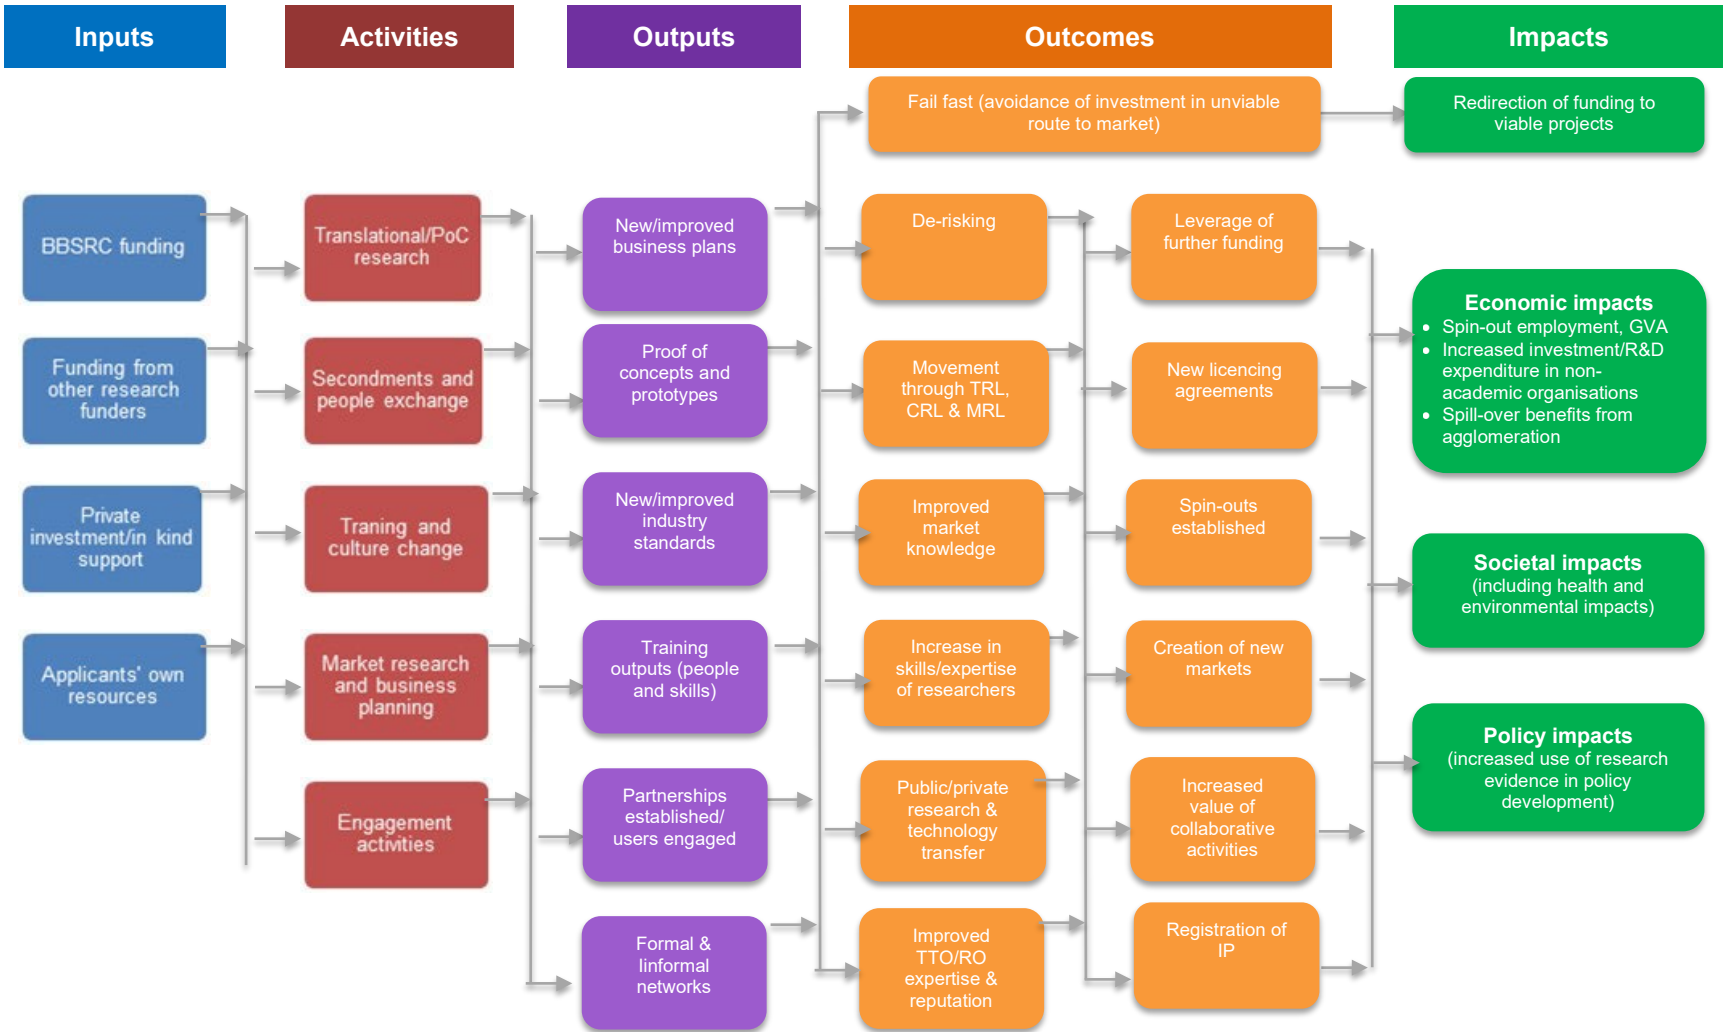 Inputs
Activities
Outputs
Outcomes
Impacts
Fail fast (avoidance of investment in unviable
route to market)
Redirection of funding to
viable projects
BBSRC funding
Funding from
other research
funders
Private
investment/in kind
support
Applicants' own
resources
Translational/PoC
research
Secondments and
people exchange
Traning and
culture change
Market research
and business
planning
Engagement
activities
New/improved
business plans
Proof of
concepts and
prototypes
New/improved
industry
standards
Training
outputs (people
and skills)
Partnerships
established/
users engaged
Formal &
Iinformal
networks
De-risking
Movement
through TRL,
CRL & MRL
Improved
market
knowledge
Increase in
skills/expertise
of researchers
Public/private
research &
technology
transfer
Improved
TTO/RO
expertise &
reputation
Leverage of
further funding
New licencing
agreements
Spin-outs
established
Creation of new
markets
Increased
value of
collaborative
activities
Registration of
IP
Economic impacts
• Spin-out employment, GVA
• Increased investment/R&D
expenditure in non-
academic organisations
• Spill-over benefits from
agglomeration
Societal impacts
(including health and
environmental impacts)
Policy impacts
(increased use of research
evidence in policy
development)